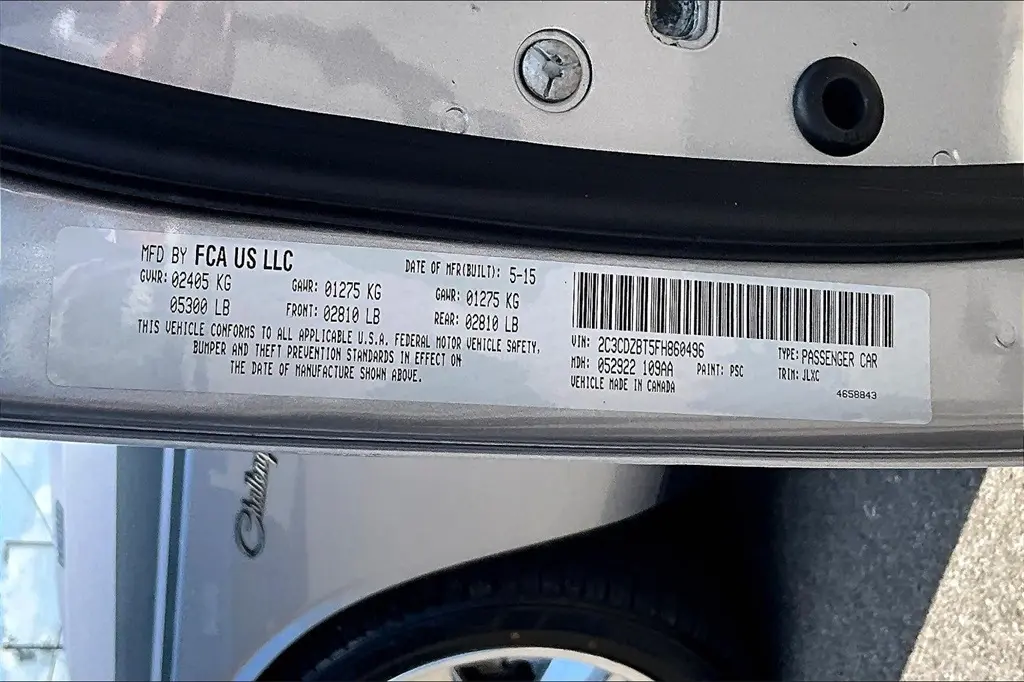 MFD BY FCA US LLC
DATE OF MFR(BUILT): 5-15
GVWR: 02405 KG
GAWR: 01275 KG
GAWR: 01275 KG
05300 LB
FRONT: 02810 LB
REAR: 02810 LB
THIS VEHICLE CONFORMS TO ALL APPLICABLE U.S.A. FEDERAL MOTOR VEHICLE SAFETY,
BUMPER AND THEFT PREVENTION STANDARDS IN EFFECT ON
THE DATE OF MANUFACTURE SHOWN ABOVE.
VIN: 2C3CDZBT5FH860496
TYPE: PASSENGER CAR
MDH: 052922 109AA
PAINT: PSC
TRIM: JLXC
VEHICLE MADE IN CANADA
4658843